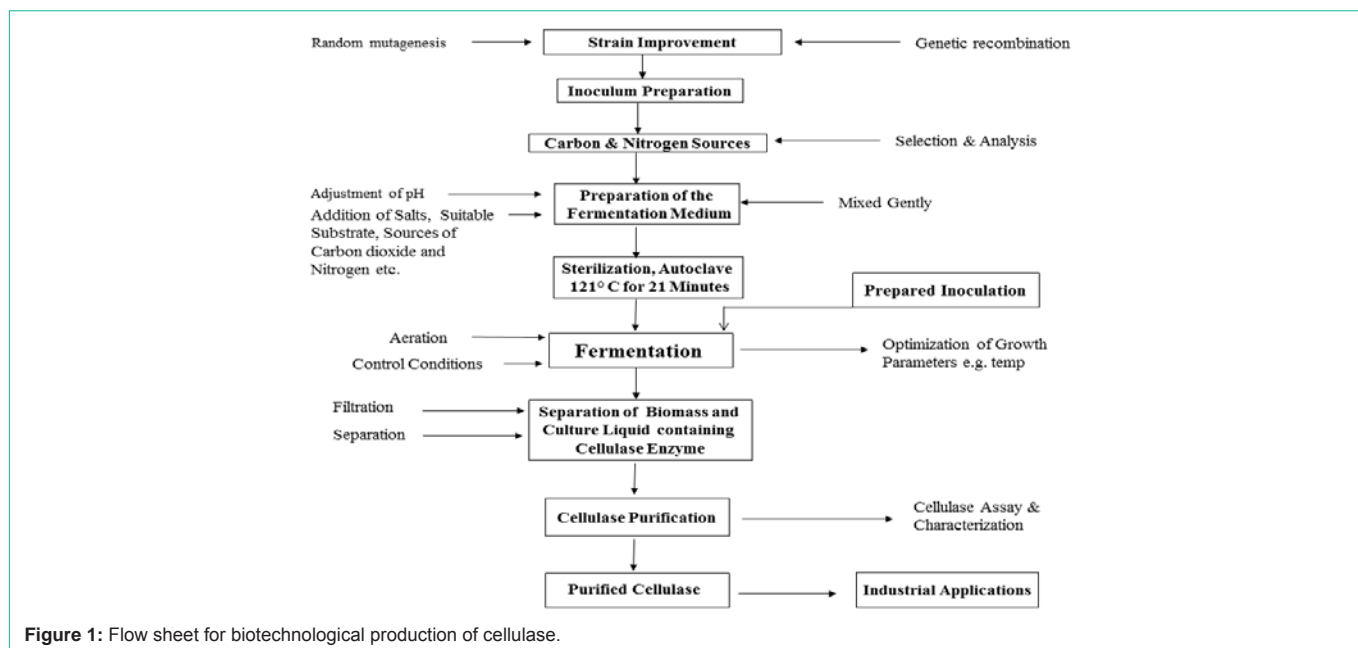 Random mutagenesis
Strain Improvement
Genetic recombination
Inoculum Preparation
Carbon & Nitrogen Sources
Selection & Analysis
Adjustment of pH
Addition of Salts, Suitable
Substrate, Sources of
Carbon dioxide and
Nitrogen etc.
Preparation of the
Fermentation Medium
Mixed Gently
Sterilization, Autoclave
121° C for 21 Minutes
Prepared Inoculation
Aeration
Control Conditions
Fermentation
Optimization of Growth
Parameters e.g. temp
Filtration
Separation
Separation of Biomass and
Culture Liquid containing
Cellulase Enzyme
Cellulase Purification
Cellulase Assay &
Characterization
Purified Cellulase
Industrial Applications
Figure 1: Flow sheet for biotechnological production of cellulase.